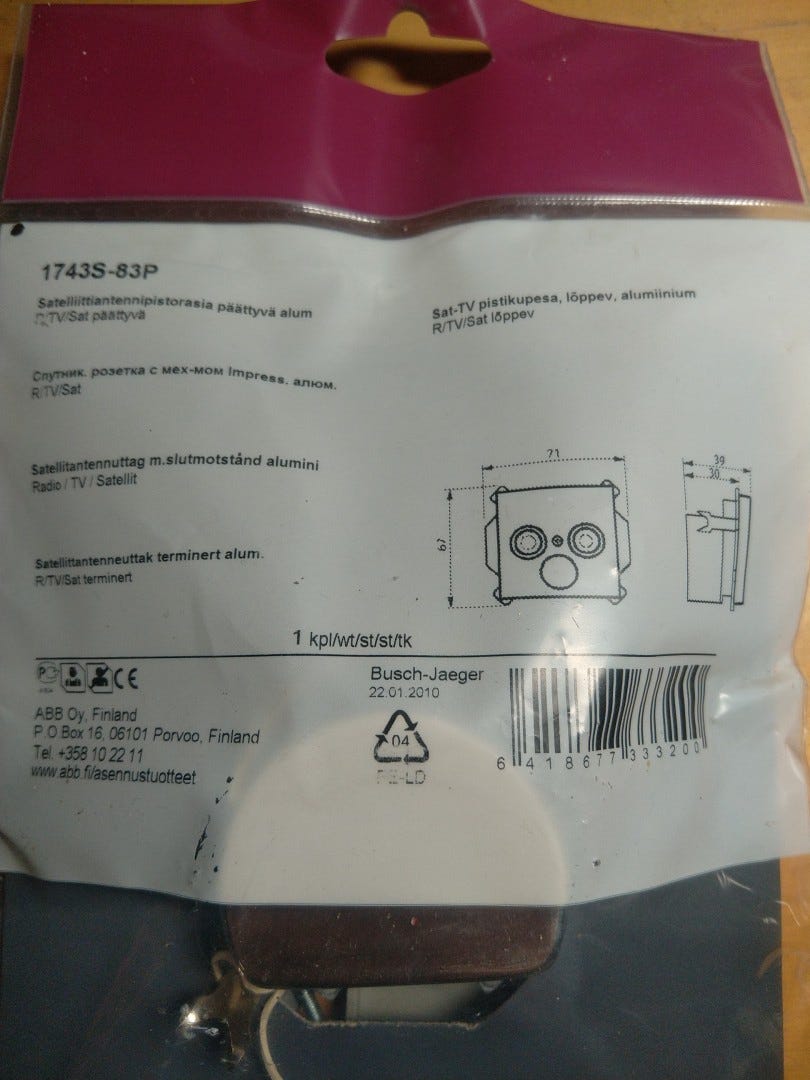 1743S-83P
Satelliittiantennipistorasia päättyvä alum
R/TV/Sat päättyvä
Sat-TV pistikupesa, lõppev, alumiinium
R/TV/Sat lõppev
Спутник. розетка с мех-мом Impress. алюм.
R/TV/Sat
Satellitantennuttag m.slutmotstånd alumini
Radio / TV / Satellit
Satellittantenneuttak terminert alum.
R/TV/Sat terminert
71
67
39
30
1 kpl/wt/st/st/tk
CE
ABB Oy, Finland
P.O Box 16, 06101 Porvoo, Finland
Tel. +358 10 22 11
www.abb.fi/asennustuotteet
Busch-Jaeger
22.01.2010
04
PE-LD
6 418677 333200